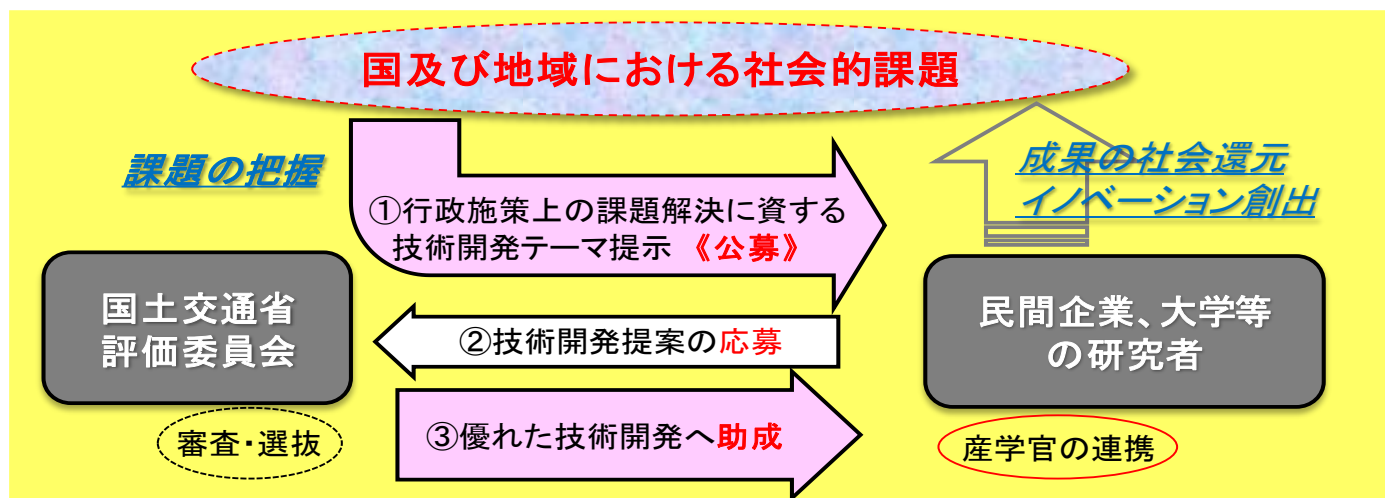 国及び地域における社会的課題
課題の把握
成果の社会還元
イノベーション創出
①行政施策上の課題解決に資する
技術開発テーマ提示 《公募》
国土交通省
評価委員会
②技術開発提案の応募
民間企業、大学等
の研究者
③優れた技術開発へ助成
審査・選抜
産学官の連携